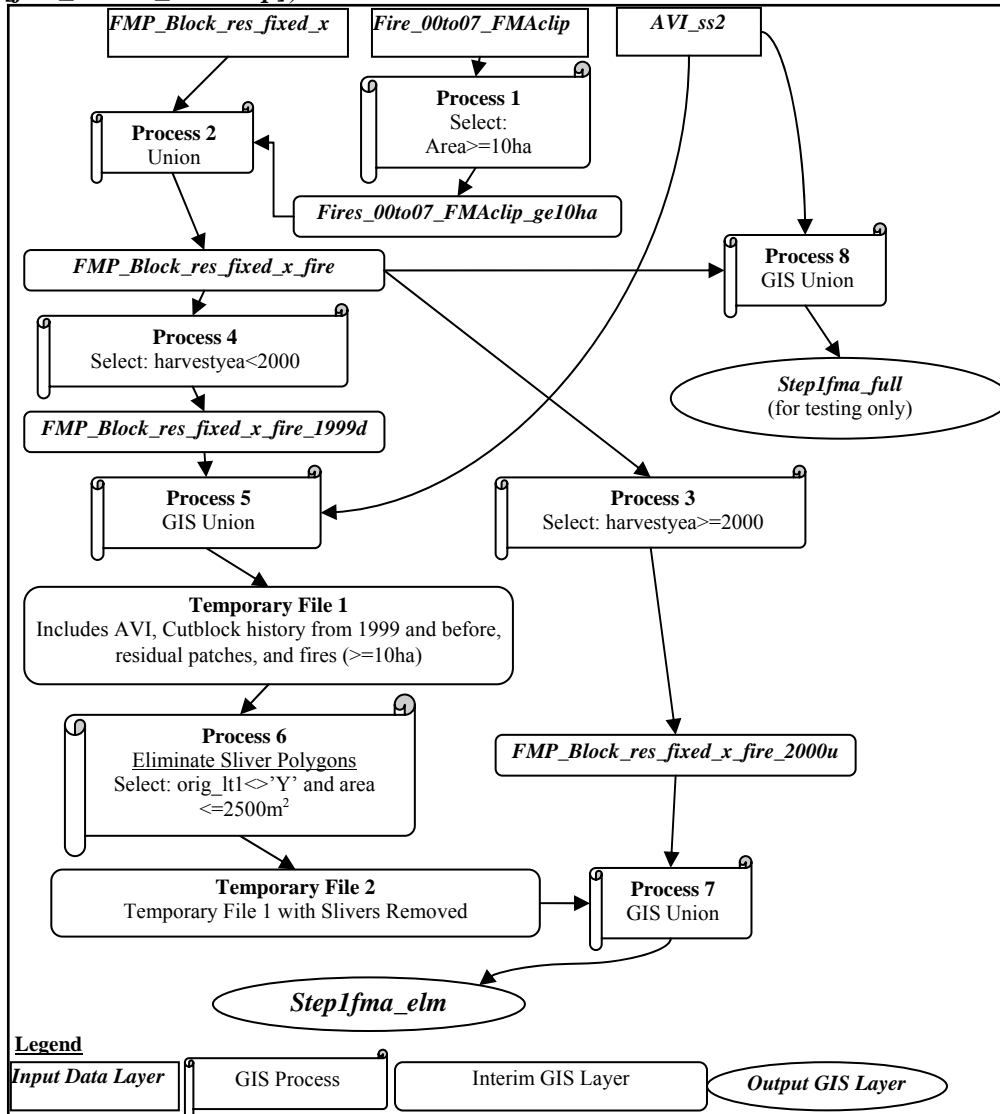 FMP_Block_res_fixed_x
Fire_00to07_FMAclip
AVI_ss2
Process 1
Select:
Area>=10ha
Process 2
Union
Fires_00to07_FMAclip_ge10ha
FMP_Block_res_fixed_x_fire
Process 8
GIS Union
Process 4
Select: harvestyea<2000
Step1fma_full
(for testing only)
FMP_Block_res_fixed_x_fire_1999d
Process 5
GIS Union
Process 3
Select: harvestyea>=2000
Temporary File 1
Includes AVI, Cutblock history from 1999 and before,
residual patches, and fires (>=10ha)
Process 6
Eliminate Sliver Polygons
Select: orig_lt1<>’Y’ and area
<=2500m²
FMP_Block_res_fixed_x_fire_2000u
Temporary File 2
Temporary File 1 with Slivers Removed
Process 7
GIS Union
Step1fma_elm
Legend
Input Data Layer
GIS Process
Interim GIS Layer
Output GIS Layer